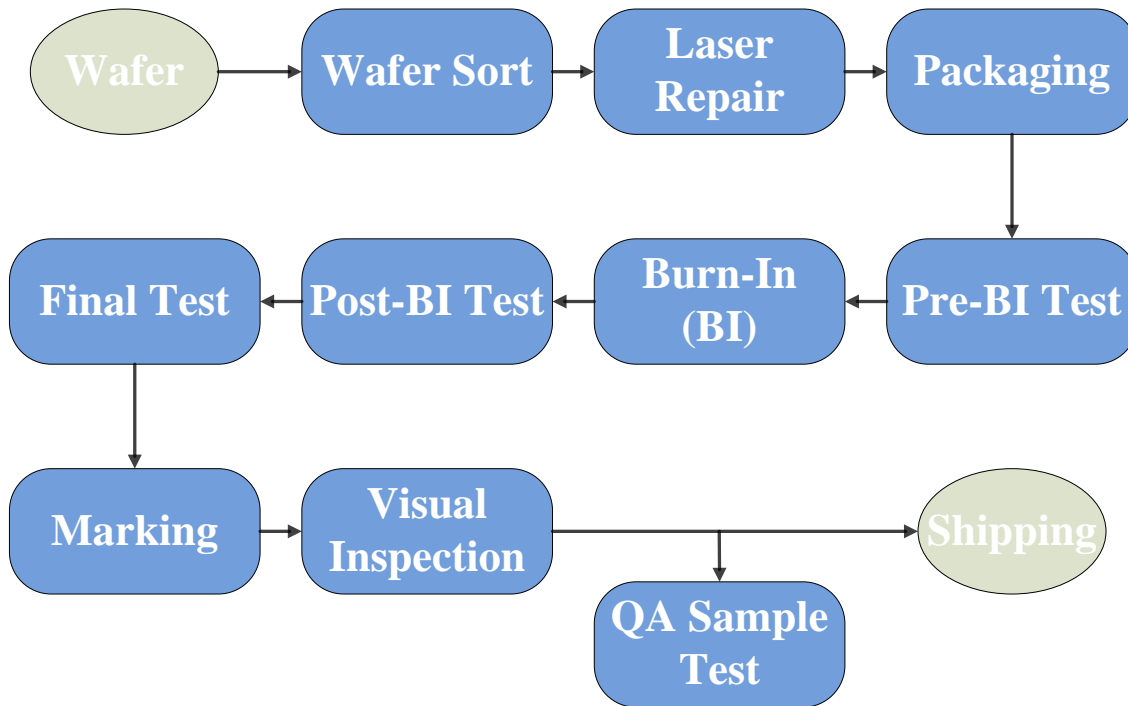 Wafer
Wafer Sort
Laser
Repair
Packaging
Final Test
Post-BI Test
Burn-In
(BI)
Pre-BI Test
Marking
Visual
Inspection
Shipping
QA Sample
Test